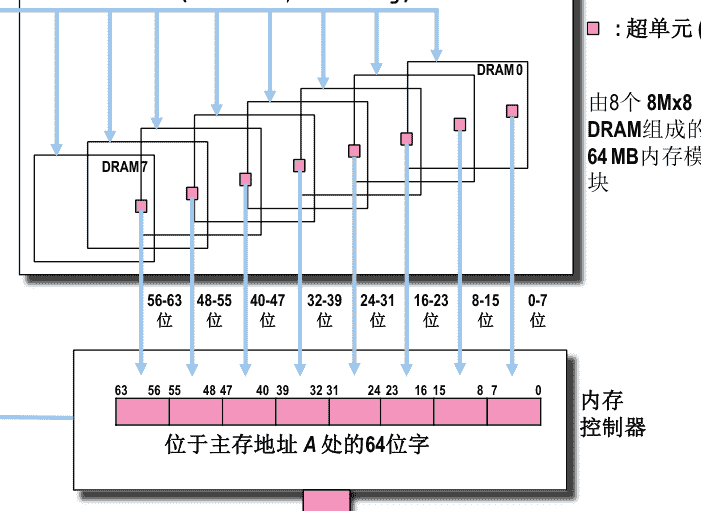 : 超单元 (
DRAM0
由8个 8Mx8
DRAM组成的
64 MB内存模
块
DRAM7
56-63 48-55 40-47 32-39 24-31 16-23 8-15 0-7
位 位 位 位 位 位 位 位
63 56 55 48 47 40 39 32 31 24 23 16 15 8 7 0
内存
控制器
位于主存地址 A 处的64位字